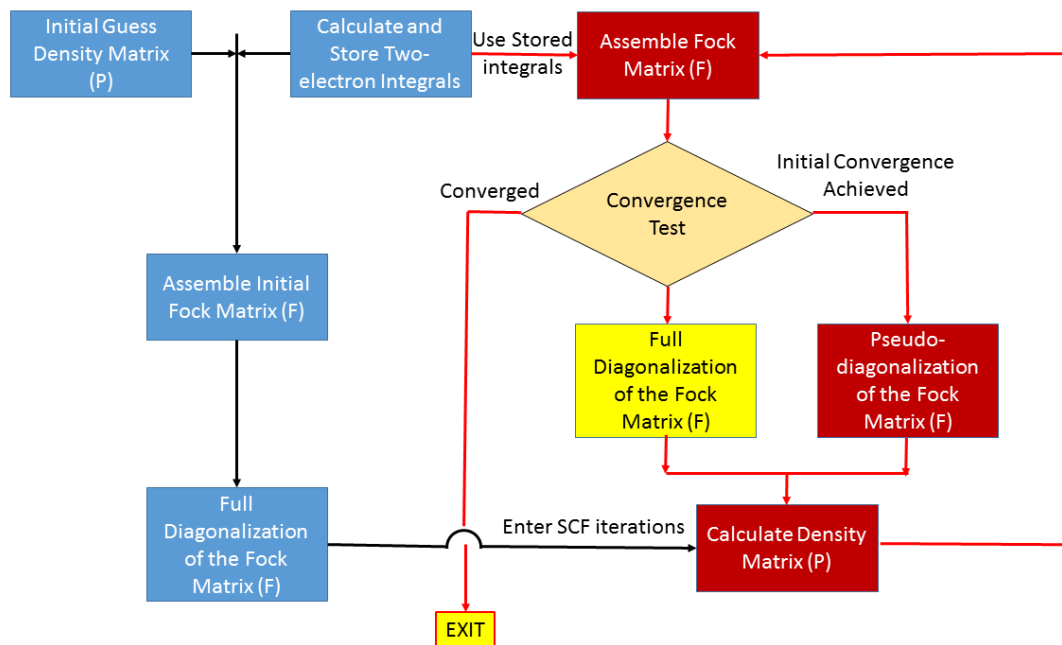 Initial Guess
Density Matrix
(P)
Calculate and
Store Two-
electron Integrals
Use Stored
integrals
Assemble Fock
Matrix (F)
Converged
Convergence
Test
Initial Convergence
Achieved
Assemble Initial
Fock Matrix (F)
Full
Diagonalization
of the Fock
Matrix (F)
Pseudo-
diagonalization
of the Fock
Matrix (F)
Full
Diagonalization
of the Fock
Matrix (F)
Enter SCF iterations
Calculate Density
Matrix (P)
EXIT